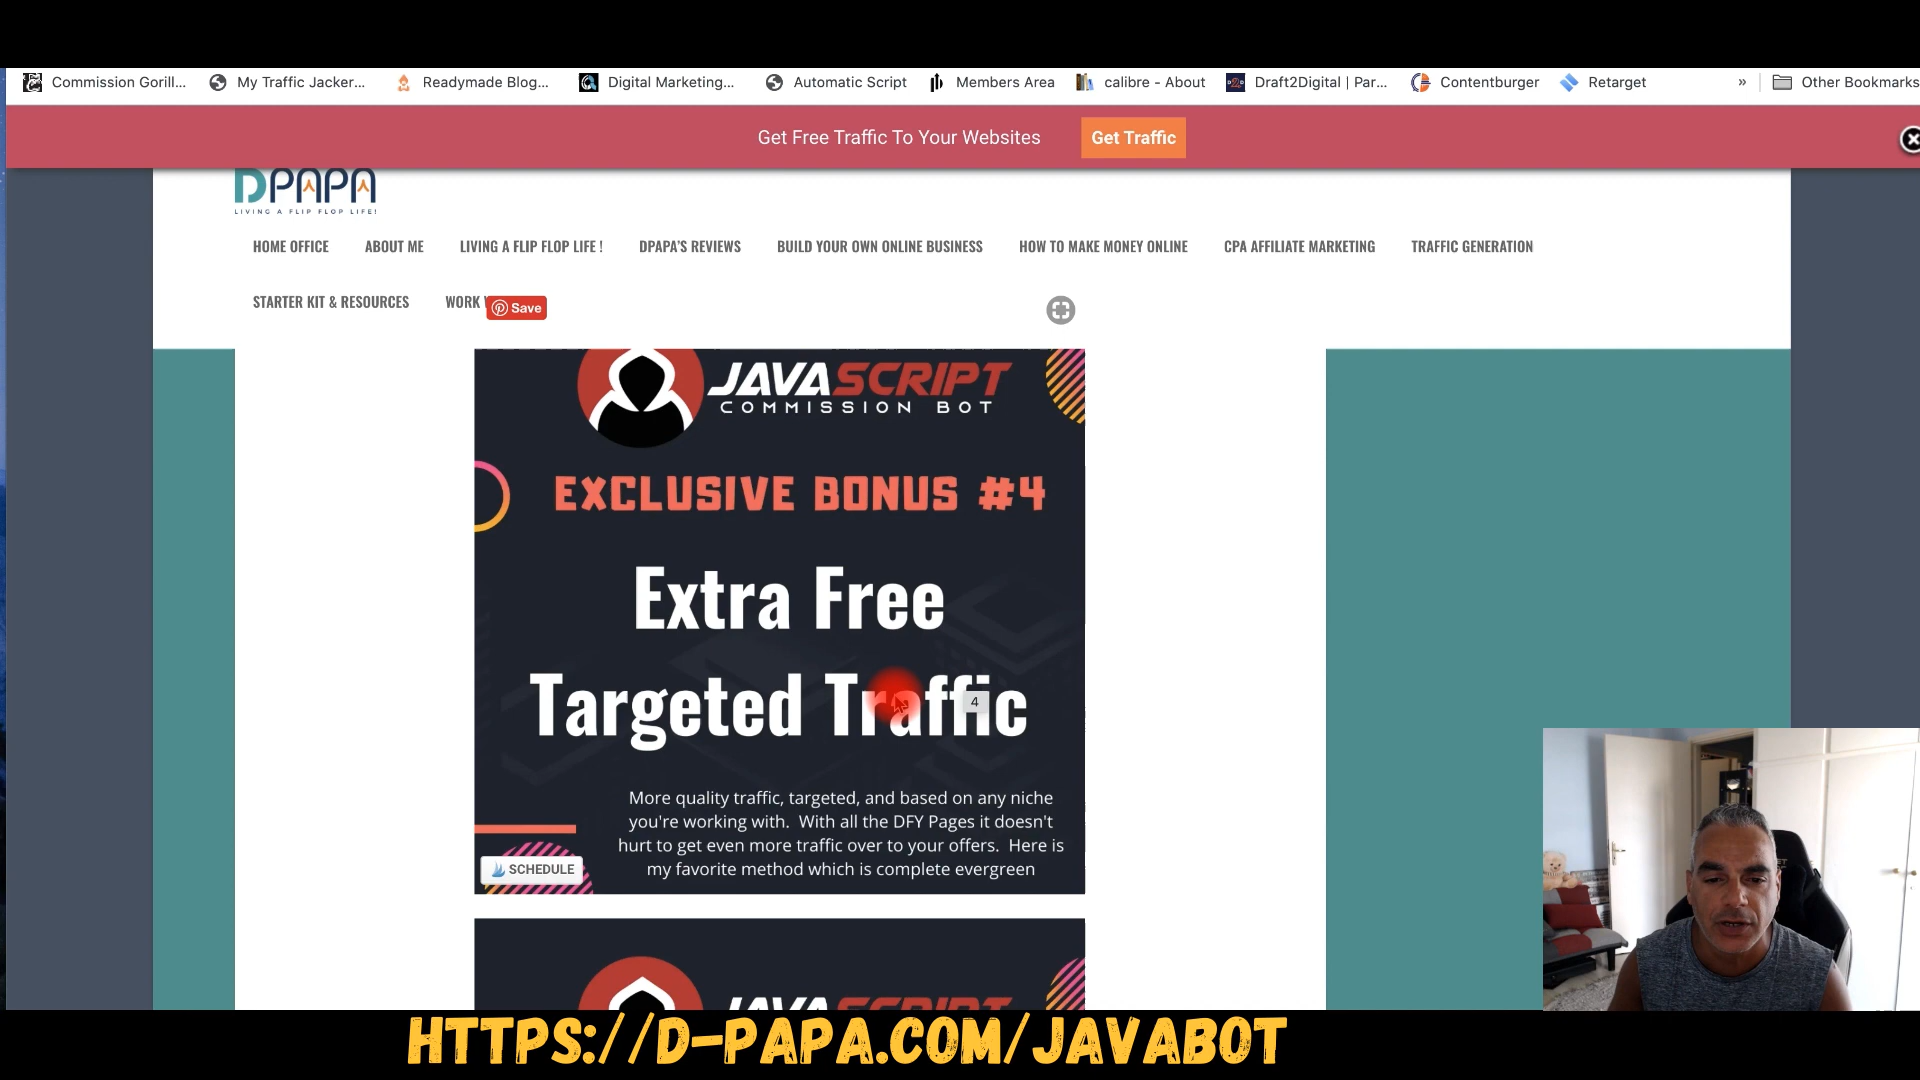 Commission Gorill... My Traffic Jacker... Readymade Blog... Digital Marketing... Automatic Script Members Area calibre - About Draft2Digital | Par... Contentburger Retarget » Other Bookmarks
Get Free Traffic To Your Websites Get Traffic
DPAPA
LIVING A FLIP FLOP LIFE!
HOME OFFICE ABOUT ME LIVING A FLIP FLOP LIFE ! DPAPA'S REVIEWS BUILD YOUR OWN ONLINE BUSINESS HOW TO MAKE MONEY ONLINE CPA AFFILIATE MARKETING TRAFFIC GENERATION
STARTER KIT & RESOURCES WORK Save
JAVASCRIPT
COMMISSION BOT
EXCLUSIVE BONUS #4
Extra Free
Targeted Traffic
4
More quality traffic, targeted, and based on any niche
you're working with. With all the DFY Pages it doesn't
hurt to get even more traffic over to your offers. Here is
my favorite method which is complete evergreen
SCHEDULE
JAVASCRIPT
HTTPS://D-PAPA.COM/JAVABOT